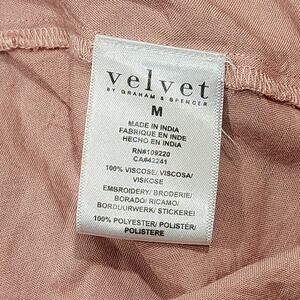 velvet
BY GRAHAM & SPENCER
M
MADE IN INDIA
FABRIQUE EN INDE
HECHO EN INDIA
RN#109220
CA#42241
100% VISCOSE/ VISCOSA/
VISKOSE
EMBROIDERY/ BRODERIE/
BORADO/ RICAMO/
BORDUURWERK/ STICKEREI
100% POLYESTER/ POLISTER/
POLISTERE